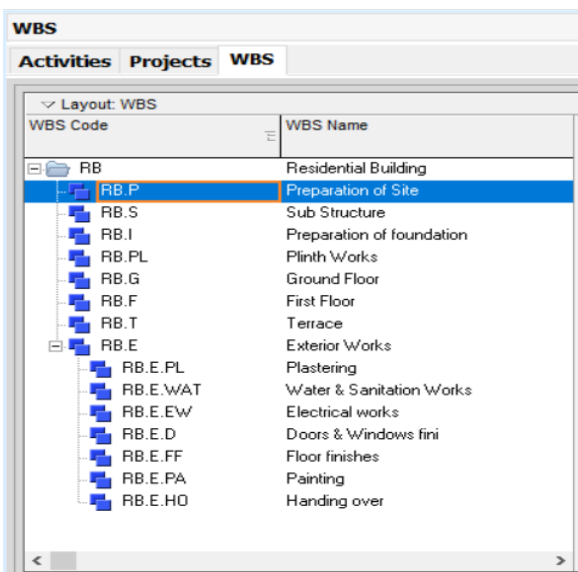 WBS
Activities Projects WBS
Layout: WBS
WBS Code WBS Name
RB Residential Building
RB.P Preparation of Site
RB.S Sub Structure
RB.I Preparation of foundation
RB.PL Plinth Works
RB.G Ground Floor
RB.F First Floor
RB.T Terrace
RB.E Exterior Works
RB.E.PL Plastering
RB.E.WAT Water & Sanitation Works
RB.E.EW Electrical works
RB.E.D Doors & Windows fini
RB.E.FF Floor finishes
RB.E.PA Painting
RB.E.HO Handing over